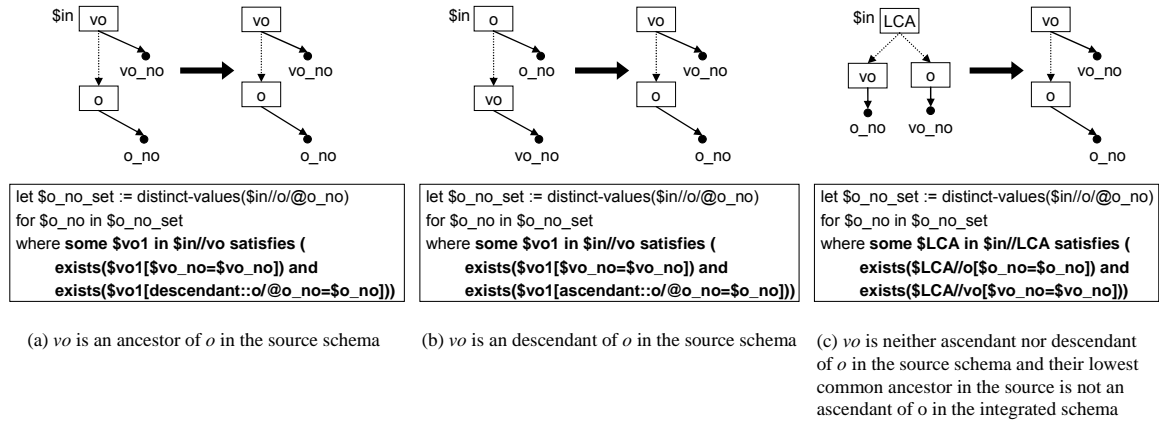 $in vo
vo_no
o
o_no
vo
vo_no
o
o_no
$in o
o_no
vo
vo_no
vo
vo_no
o
o_no
$in LCA
vo o
o_no vo_no
vo
vo_no
o
o_no
let $o_no_set := distinct-values($in//o/@o_no)
for $o_no in $o_no_set
where some $vo1 in $in//vo satisfies (
exists($vo1[$vo_no=$vo_no]) and
exists($vo1[descendant::o/@o_no=$o_no]))
let $o_no_set := distinct-values($in//o/@o_no)
for $o_no in $o_no_set
where some $vo1 in $in//vo satisfies (
exists($vo1[$vo_no=$vo_no]) and
exists($vo1[ascendant::o/@o_no=$o_no]))
let $o_no_set := distinct-values($in//o/@o_no)
for $o_no in $o_no_set
where some $LCA in $in//LCA satisfies (
exists($LCA//o[$o_no=$o_no]) and
exists($LCA//vo[$vo_no=$vo_no]))
(a) vo is an ancestor of o in the source schema
(b) vo is an descendant of o in the source schema
(c) vo is neither ascendant nor descendant
of o in the source schema and their lowest
common ancestor in the source is not an
ascendant of o in the integrated schema